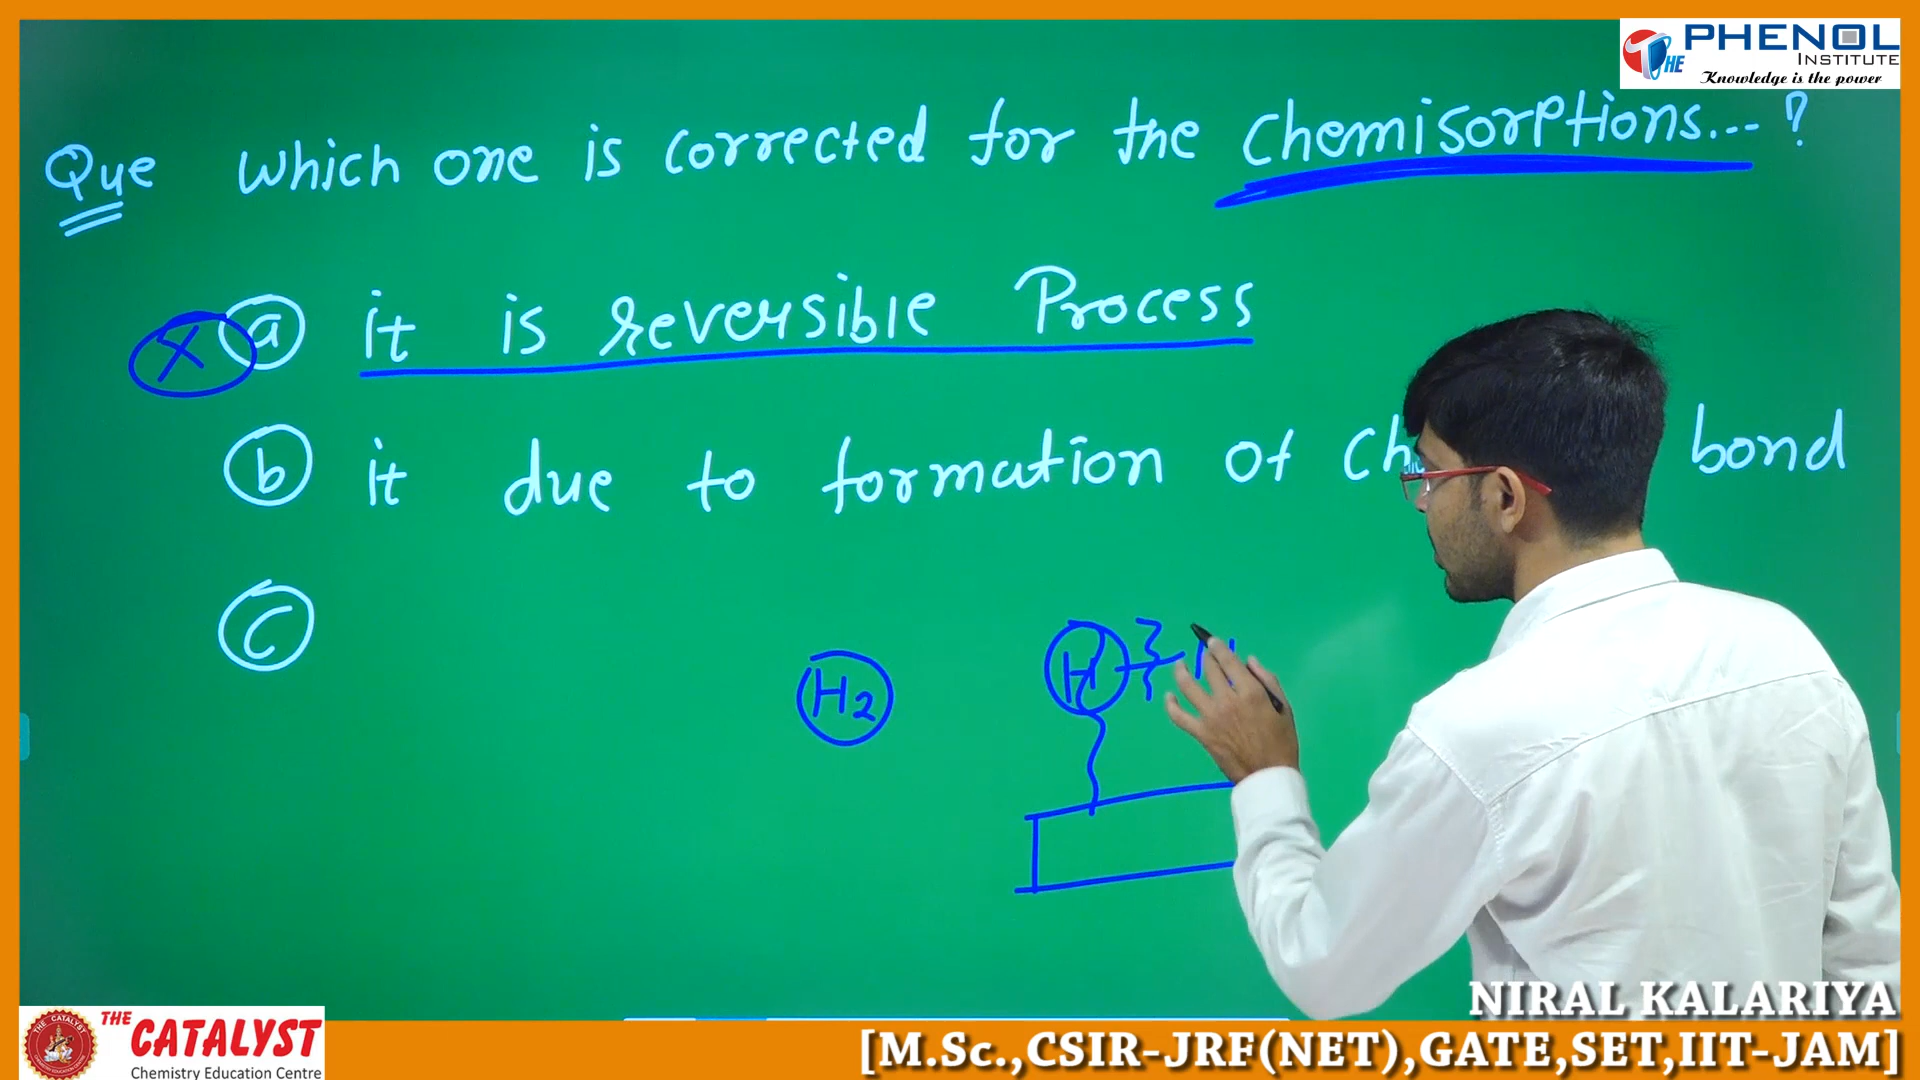 THE PHENOL
INSTITUTE
Knowledge is the power
Que which one is corrected for the chemisorptions...?
X a it is reversible Process
b it due to formation of bond
c
H2
H
NIRAL KALARIYA
[M.Sc.,CSIR-JRF(NET),GATE,SET,IIT-JAM]
THE CATALYST
Chemistry Education Centre